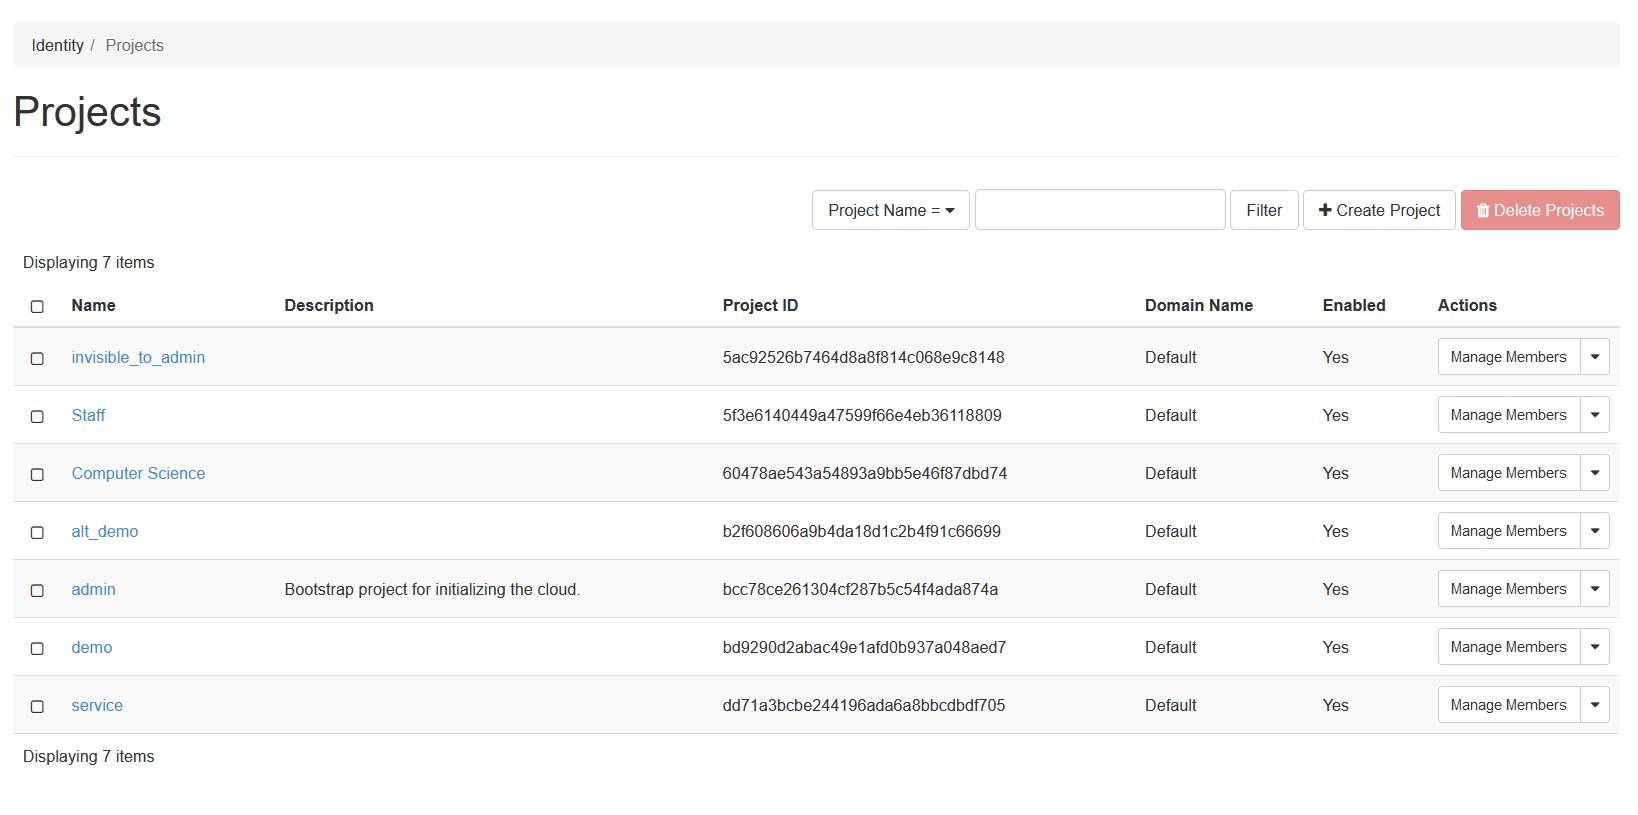 Identity / Projects
Projects
Project Name = Filter Create Project Delete Projects
Displaying 7 items
Name Description Project ID Domain Name Enabled Actions
invisible_to_admin 5ac92526b7464d8a8f814c068e9c8148 Default Yes Manage Members
Staff 5f3e6140449a47599f66e4eb36118809 Default Yes Manage Members
Computer Science 60478ae543a54893a9bb5e46f87dbd74 Default Yes Manage Members
alt_demo b2f608606a9b4da18d1c2b4f91c66699 Default Yes Manage Members
admin Bootstrap project for initializing the cloud. bcc78ce261304cf287b5c54f4ada874a Default Yes Manage Members
demo bd9290d2abac49e1afd0b937a048aed7 Default Yes Manage Members
service dd71a3bcbe244196ada6a8bbcdbdf705 Default Yes Manage Members
Displaying 7 items